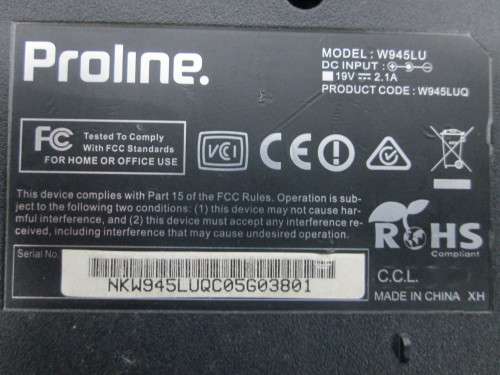 Proline.
MODEL : W945LU
DC INPUT :
19V 2.1A
PRODUCT CODE : W945LUQ
FC Tested To Comply
With FCC Standards
FOR HOME OR OFFICE USE
VCI
CE
This device complies with Part 15 of the FCC Rules. Operation is sub-
ject to the following two conditions: (1) this device may not cause har-
mful interference, and (2) this device must accept any interference re-
ceived, including interference that may cause undesired operation.
RoHS
Compliant
Serial No.
NKW945LUQC05G03801
C.C.L.
MADE IN CHINA XH